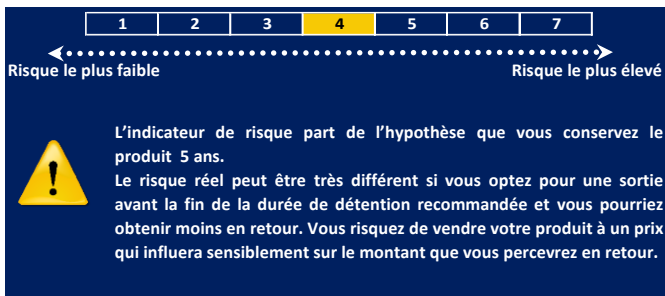 1 2 3 4 5 6 7
Risque le plus faible Risque le plus élevé
L’indicateur de risque part de l’hypothèse que vous conservez le
produit 5 ans.
Le risque réel peut être très différent si vous optez pour une sortie
avant la fin de la durée de détention recommandée et vous pourriez
obtenir moins en retour. Vous risquez de vendre votre produit à un prix
qui influera sensiblement sur le montant que vous percevrez en retour.